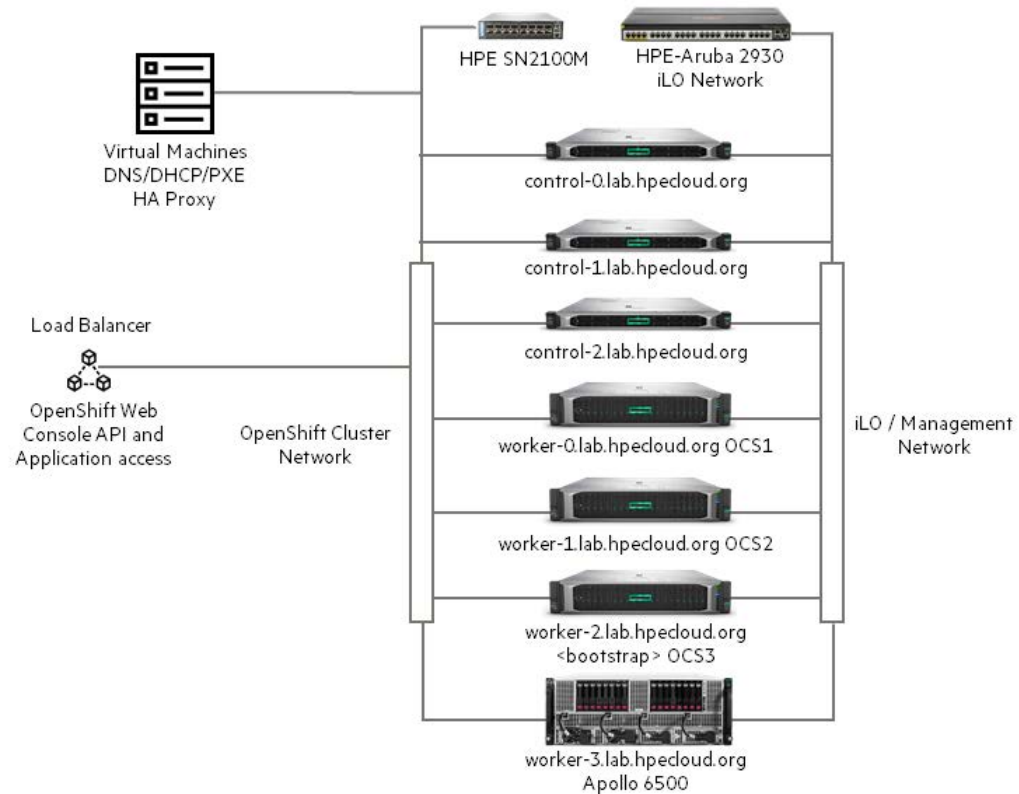 HPE SN2100M
HPE-Aruba 2930
iLO Network
Virtual Machines
DNS/DHCP/PXE
HA Proxy
control-0.lab.hpecloud.org
control-1.lab.hpecloud.org
Load Balancer
control-2.lab.hpecloud.org
OpenShift Web
Console API and
Application access
OpenShift Cluster
Network
worker-0.lab.hpecloud.org OCS1
iLO / Management
Network
worker-1.lab.hpecloud.org OCS2
worker-2.lab.hpecloud.org
<bootstrap> OCS3
worker-3.lab.hpecloud.org
Apollo 6500